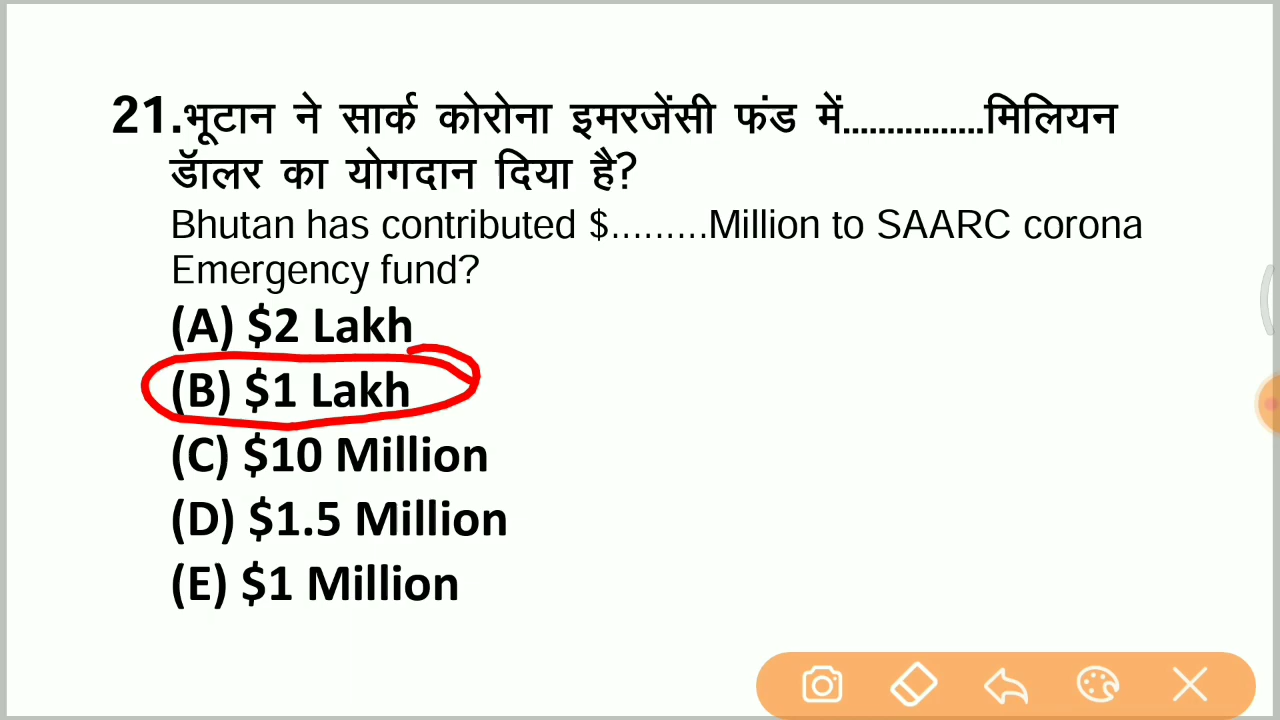 21.भूटान ने सार्क कोरोना इमरजेंसी फंड में................मिलियन
डॅालर का योगदान दिया है?
Bhutan has contributed $.........Million to SAARC corona
Emergency fund?
(A) $2 Lakh
(B) $1 Lakh
(C) $10 Million
(D) $1.5 Million
(E) $1 Million